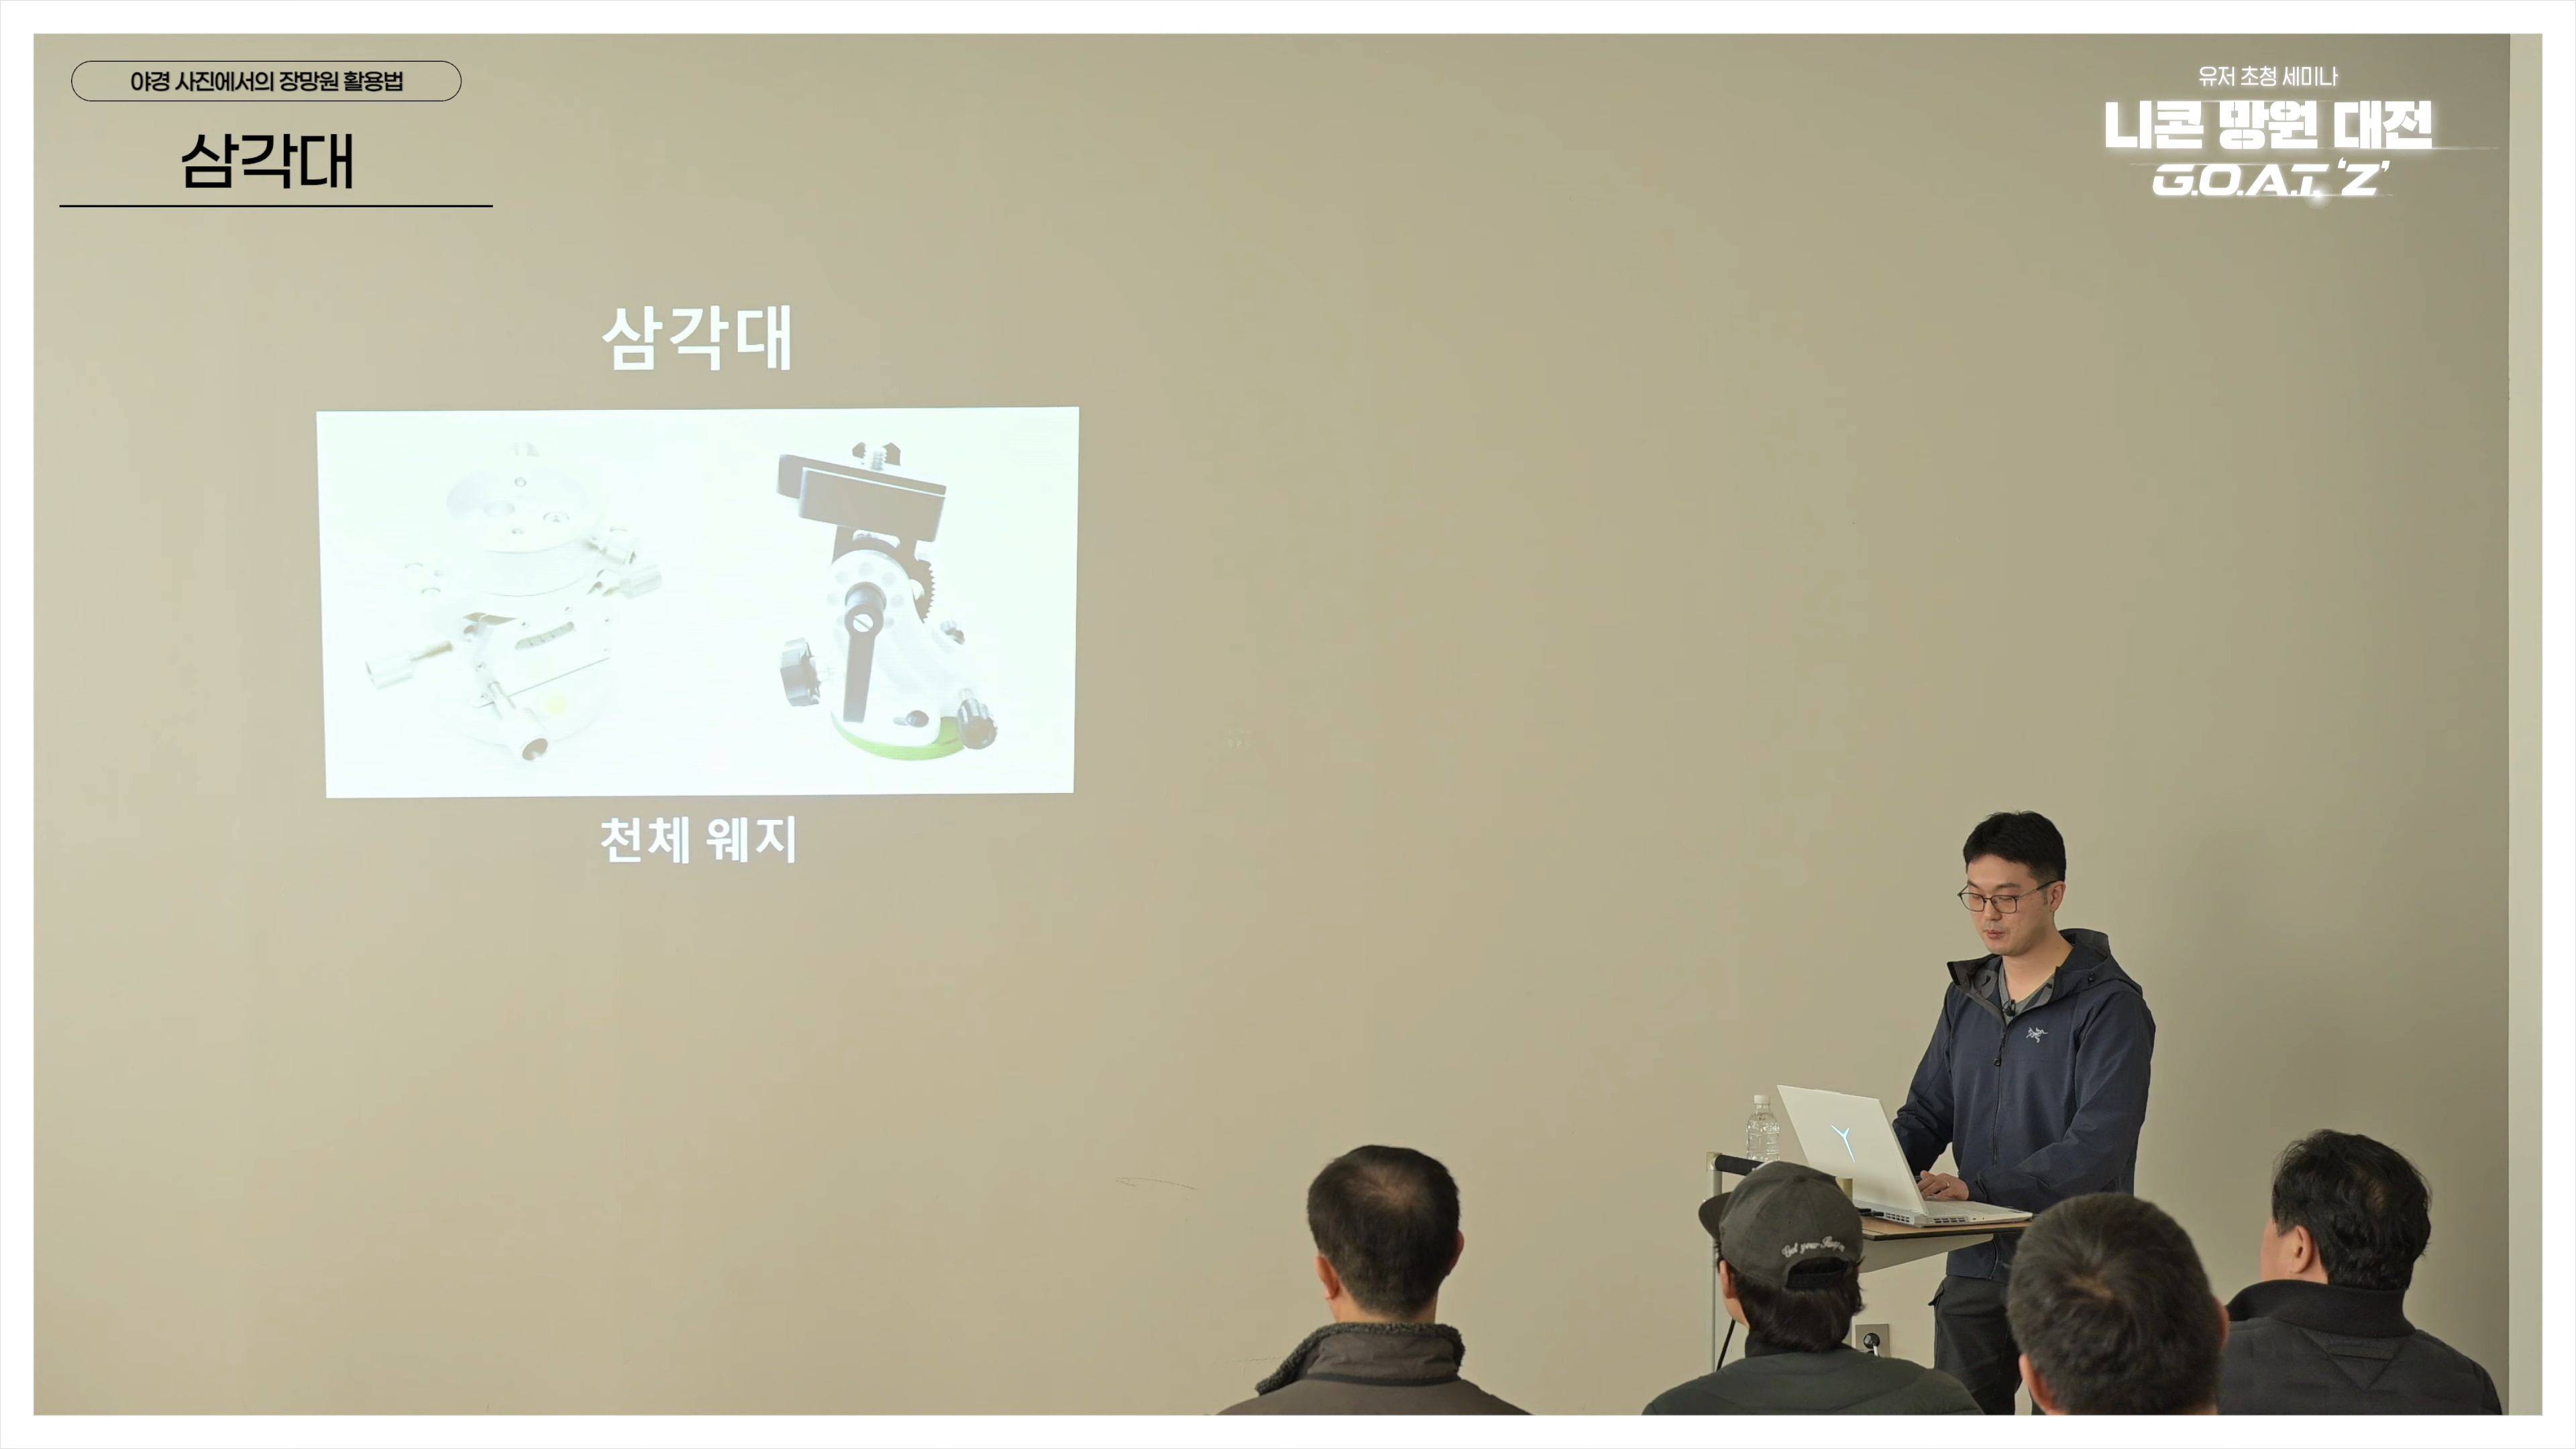 야경 사진에서의 장망원 활용법
삼각대
유저 초청 세미나
니콘 망원 대전
G.O.A.T. 'Z'
삼각대
천체 웨지